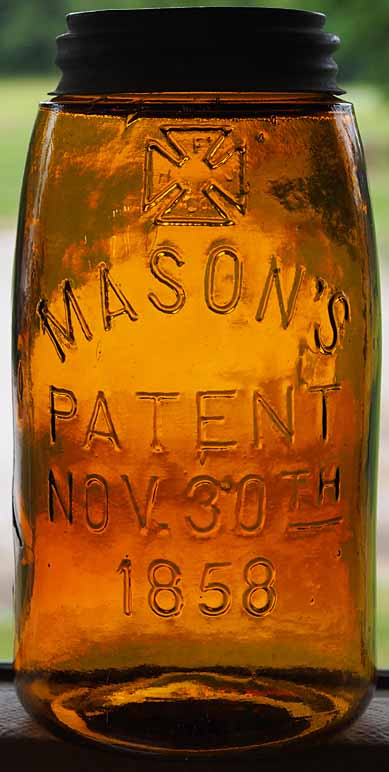 MASON'S
PATENT
NOV. 30TH
1858